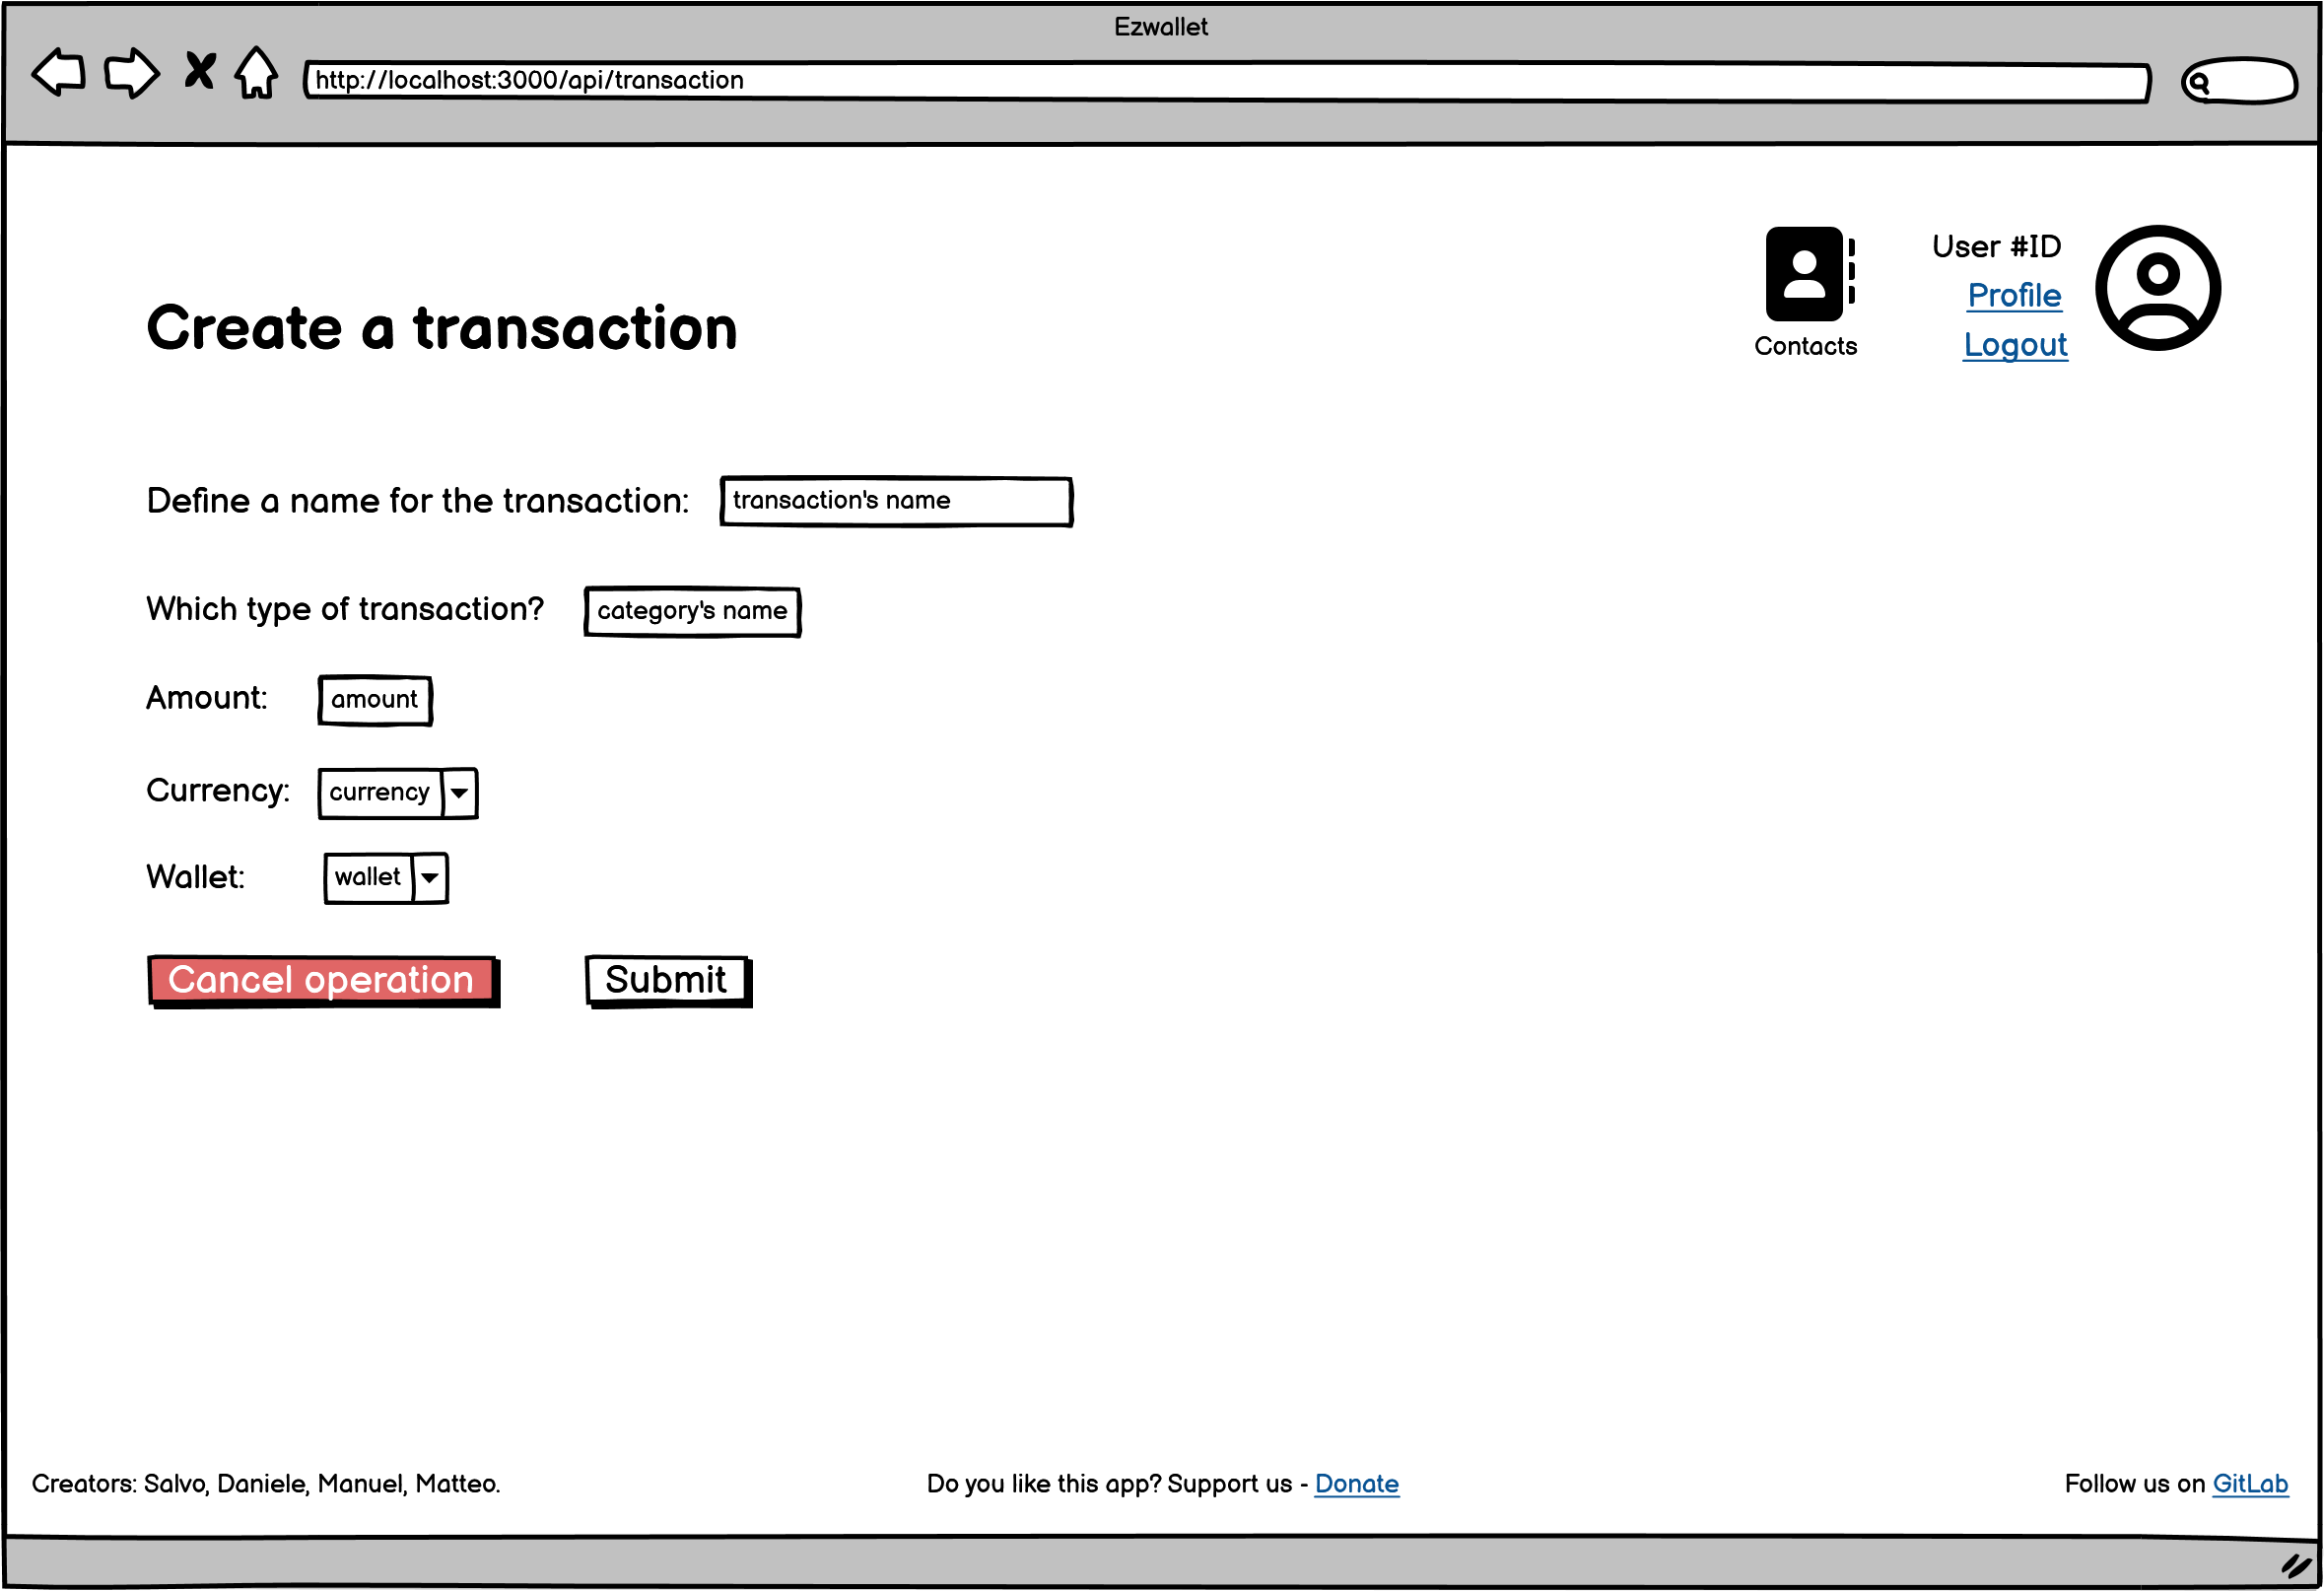 Ezwallet
http://localhost:3000/api/transaction
User #ID
Profile
Contacts
Logout
Create a transaction
Define a name for the transaction: transaction's name
Which type of transaction? category's name
Amount: amount
Currency: currency
Wallet: wallet
Cancel operation Submit
Creators: Salvo, Daniele, Manuel, Matteo. Do you like this app? Support us - Donate Follow us on GitLab